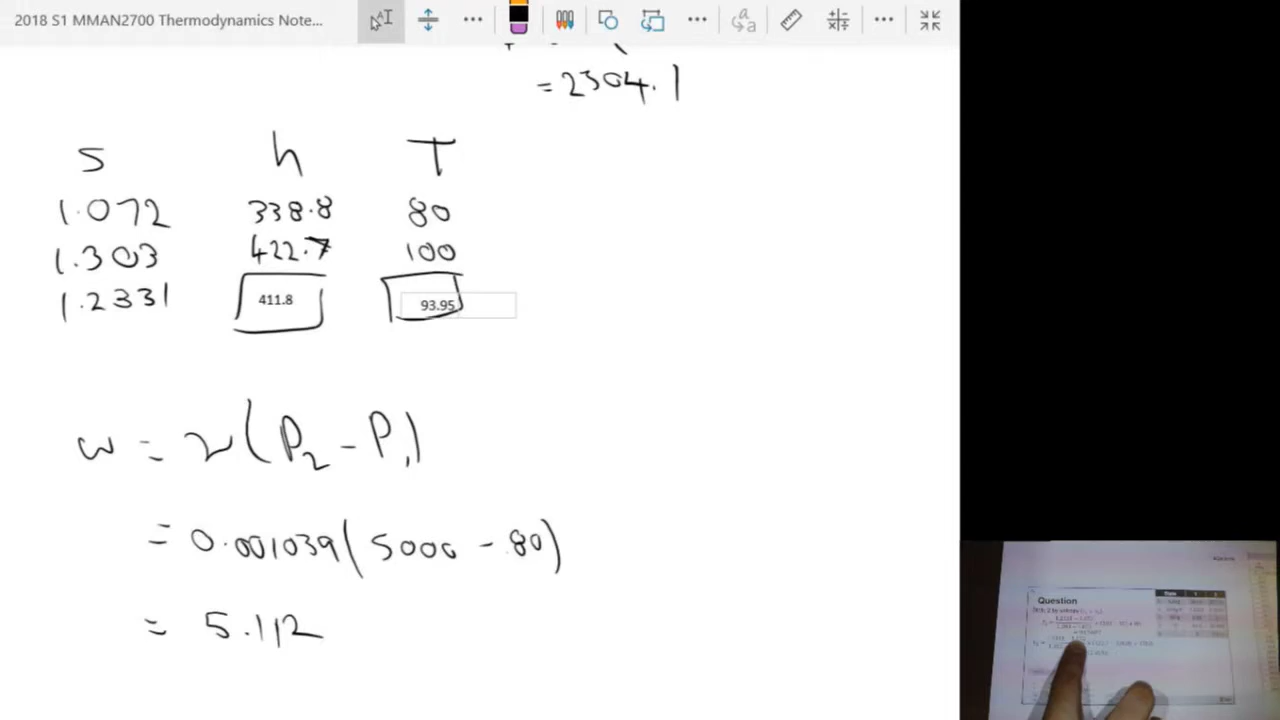 2018 S1 MMAN2700 Thermodynamics Note...
= 2304.1
s h T
1.072 338.8 80
1.303 422.7 100
1.2331 411.8 93.95
w = v(P2 - P1)
= 0.001039(5000 - 80)
= 5.112
Question